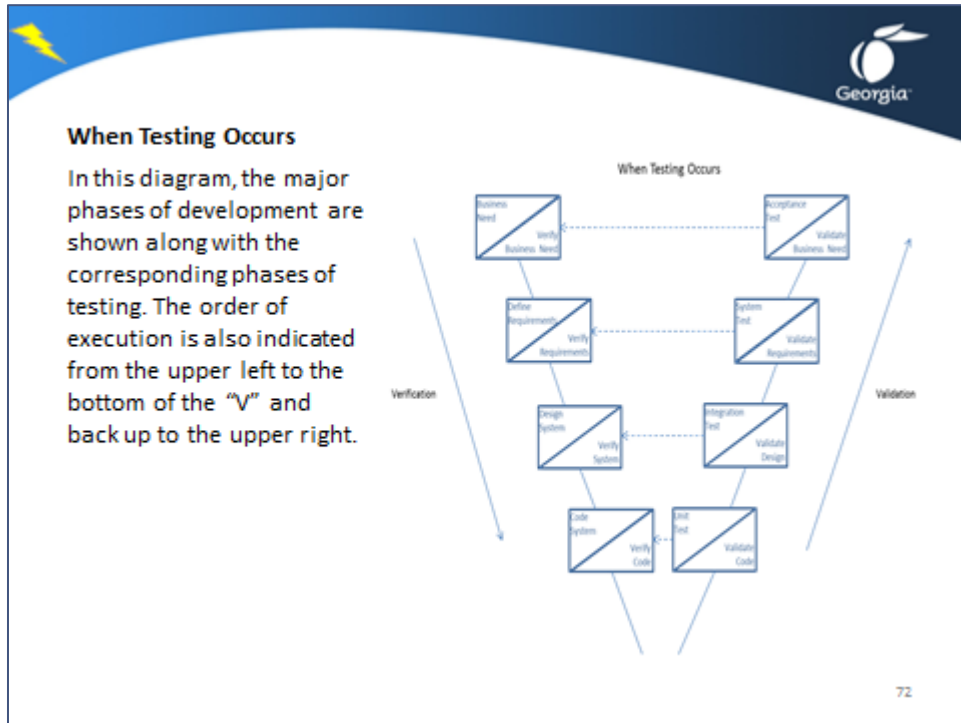 Georgia
When Testing Occurs
In this diagram, the major
phases of development are
shown along with the
corresponding phases of
testing. The order of
execution is also indicated
from the upper left to the
bottom of the “V” and
back up to the upper right.
When Testing Occurs
Business
Need
Verify
Business Need
Acceptance
Test
Validate
Business Need
Define
Requirements
Verify
Requirements
System
Test
Validate
Requirements
Verification
Validation
Design
System
Verify
System
Integration
Test
Validate
Design
Code
System
Verify
Code
Unit
Test
Validate
Code
72